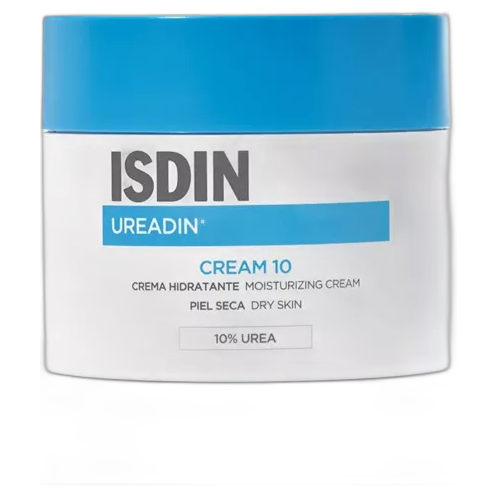 ISDIN
UREADIN*
CREAM 10
CREMA HIDRATANTE MOISTURIZING CREAM
PIEL SECA DRY SKIN
10% UREA